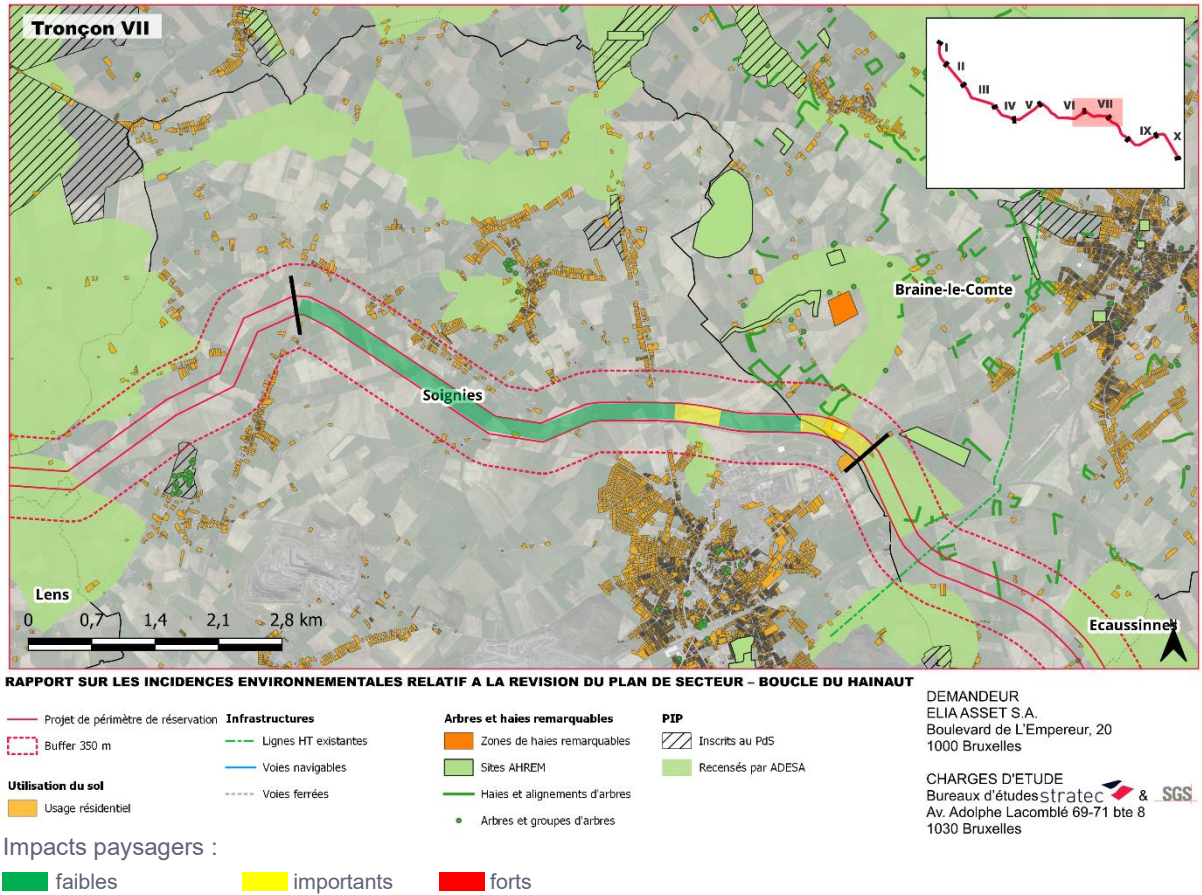 Tronçon VII
I
II
III
IV
V
VI
VII
IX
X
Braine-le-Comte
Soignies
Lens
Ecaussinnes
0 0,7 1,4 2,1 2,8 km
RAPPORT SUR LES INCIDENCES ENVIRONMENTALES RELATIF A LA REVISION DU PLAN DE SECTEUR – BOUCLE DU HAINAUT
Projet de périmètre de réservation
Buffer 350 m
Utilisation du sol
Usage résidentiel
Infrastructures
Lignes HT existantes
Voies navigables
Voies ferrées
Arbres et haies remarquables
Zones de haies remarquables
Sites AHREM
Haies et alignements d'arbres
Arbres et groupes d'arbres
PIP
Inscrits au PdS
Recensés par ADESA
DEMANDEUR
ELIA ASSET S.A.
Boulevard de L'Empereur, 20
1000 Bruxelles
CHARGES D'ETUDE
Bureaux d'études stratec & SGS
Av. Adolphe Lacomblé 69-71 bte 8
1030 Bruxelles
Impacts paysagers :
faibles importants forts